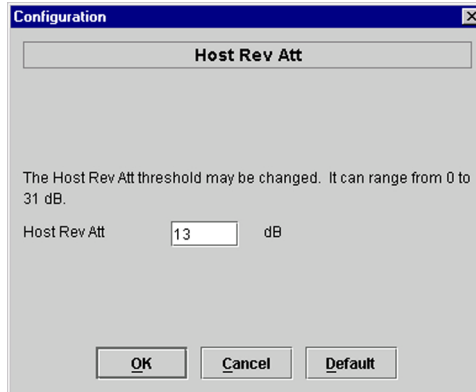 Configuration
Host Rev Att
The Host Rev Att threshold may be changed. It can range from 0 to
31 dB.
Host Rev Att 13 dB
OK Cancel Default